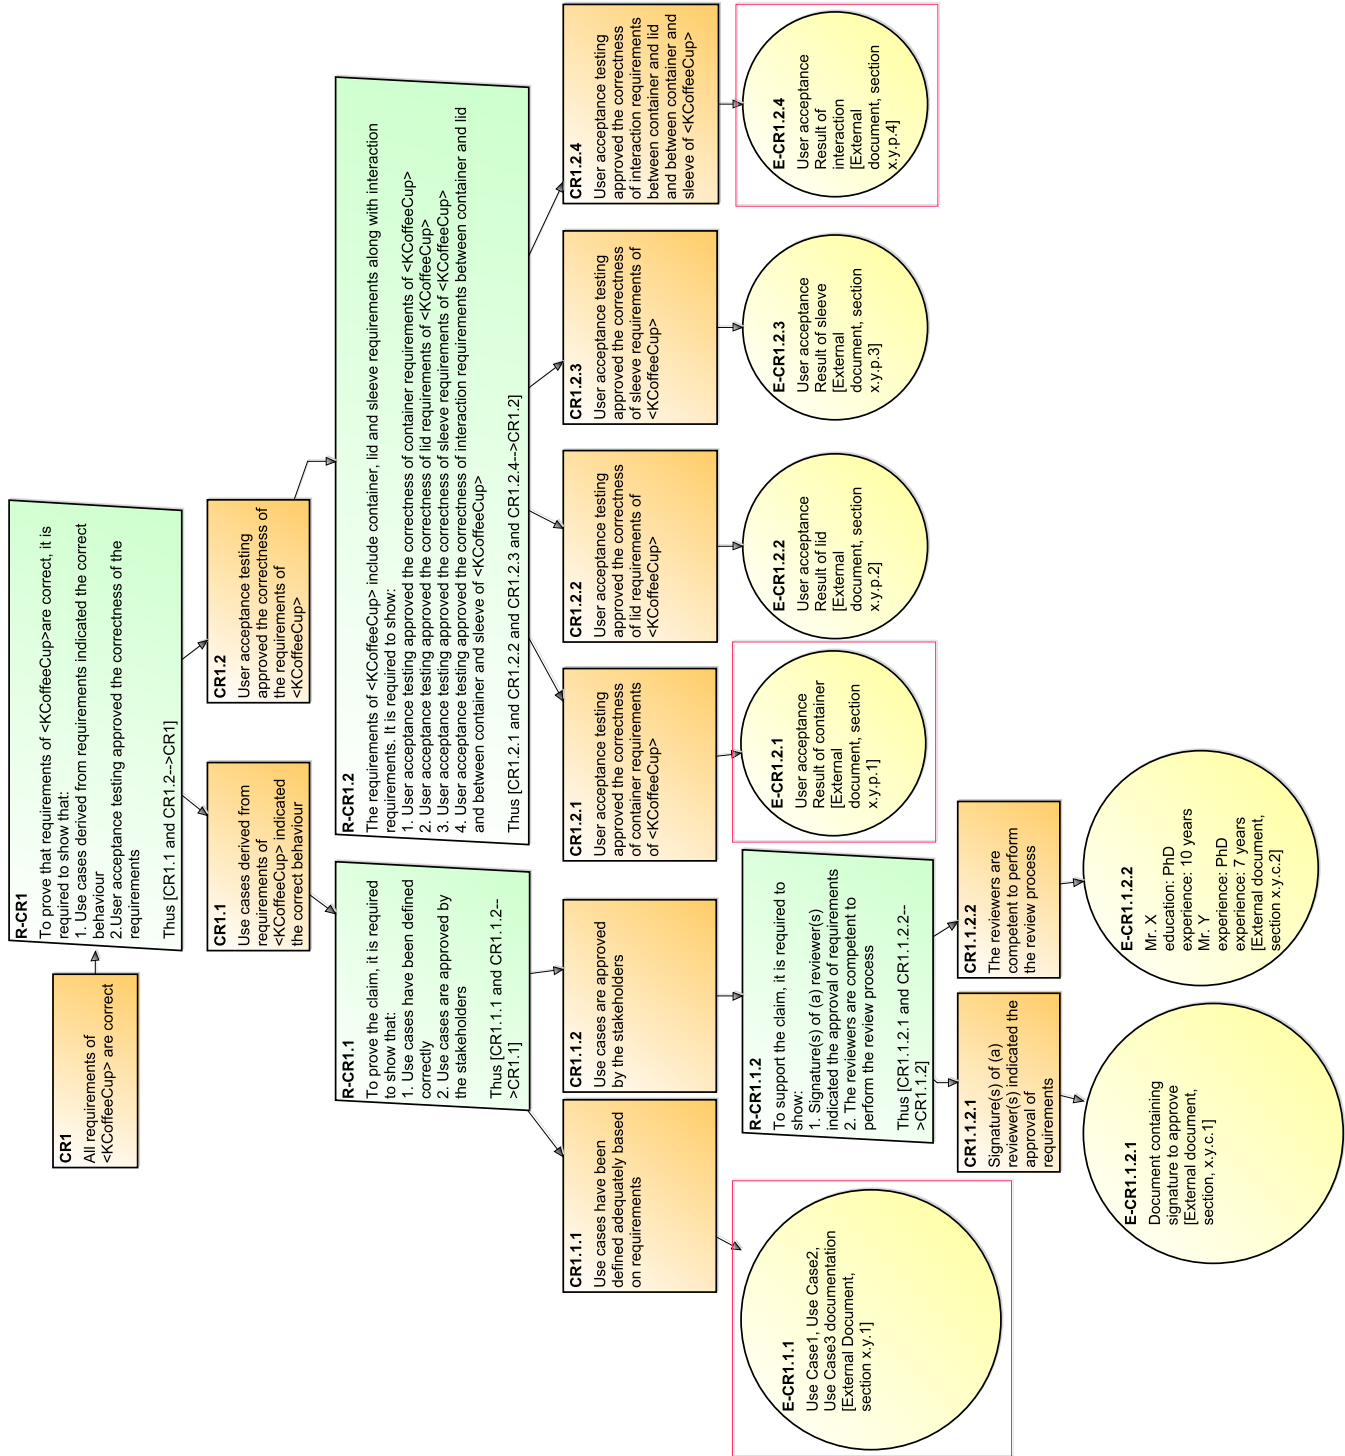 CR1
All requirements of
<KCoffeeCup> are correct
R-CR1
To prove that requirements of <KCoffeeCup>are correct, it is
required to show that:
1. Use cases derived from requirements indicated the correct
behaviour
2.User acceptance testing approved the correctness of the
requirements
Thus [CR1.1 and CR1.2-->CR1]
CR1.1
Use cases derived from
requirements of
<KCoffeeCup> indicated
the correct behaviour
CR1.2
User acceptance testing
approved the correctness of
the requirements of
<KCoffeeCup>
R-CR1.1
To prove the claim, it is required
to show that:
1. Use cases have been defined
correctly
2. Use cases are approved by
the stakeholders
Thus [CR1.1.1 and CR1.1.2--
>CR1.1]
R-CR1.2
The requirements of <KCoffeeCup> include container, lid and sleeve requirements along with interaction
requirements. It is required to show:
1. User acceptance testing approved the correctness of container requirements of <KCoffeeCup>
2. User acceptance testing approved the correctness of lid requirements of <KCoffeeCup>
3. User acceptance testing approved the correctness of sleeve requirements of <KCoffeeCup>
4. User acceptance testing approved the correctness of interaction requirements between container and lid
and between container and sleeve of <KCoffeeCup>
Thus [CR1.2.1 and CR1.2.2 and CR1.2.3 and CR1.2.4-->CR1.2]
CR1.1.1
Use cases have been
defined adequately based
on requirements
CR1.1.2
Use cases are approved
by the stakeholders
CR1.2.1
User acceptance testing
approved the correctness
of container requirements
of <KCoffeeCup>
CR1.2.2
User acceptance testing
approved the correctness
of lid requirements of
<KCoffeeCup>
CR1.2.3
User acceptance testing
approved the correctness
of sleeve requirements of
<KCoffeeCup>
CR1.2.4
User acceptance testing
approved the correctness
of interaction requirements
between container and lid
and between container and
sleeve of <KCoffeeCup>
E-CR1.1.1
Use Case1, Use Case2,
Use Case3 documentation
[External Document,
section x.y.1]
R-CR1.1.2
To support the claim, it is required to
show:
1. Signature(s) of (a) reviewer(s)
indicated the approval of requirements
2. The reviewers are competent to
perform the review process
Thus [CR1.1.2.1 and CR1.1.2.2--
>CR1.1.2]
E-CR1.2.1
User acceptance
Result of container
[External
document, section
x.y.p.1]
E-CR1.2.2
User acceptance
Result of lid
[External
document, section
x.y.p.2]
E-CR1.2.3
User acceptance
Result of sleeve
[External
document, section
x.y.p.3]
E-CR1.2.4
User acceptance
Result of
interaction
[External
document, section
x.y.p.4]
CR1.1.2.1
Signature(s) of (a)
reviewer(s) indicated the
approval of
requirements
CR1.1.2.2
The reviewers are
competent to perform
the review process
E-CR1.1.2.1
Document containing
signature to approve
[External document,
section, x.y.c.1]
E-CR1.1.2.2
Mr. X
education: PhD
experience: 10 years
Mr. Y
experience: PhD
experience: 7 years
[External document,
section x.y.c.2]